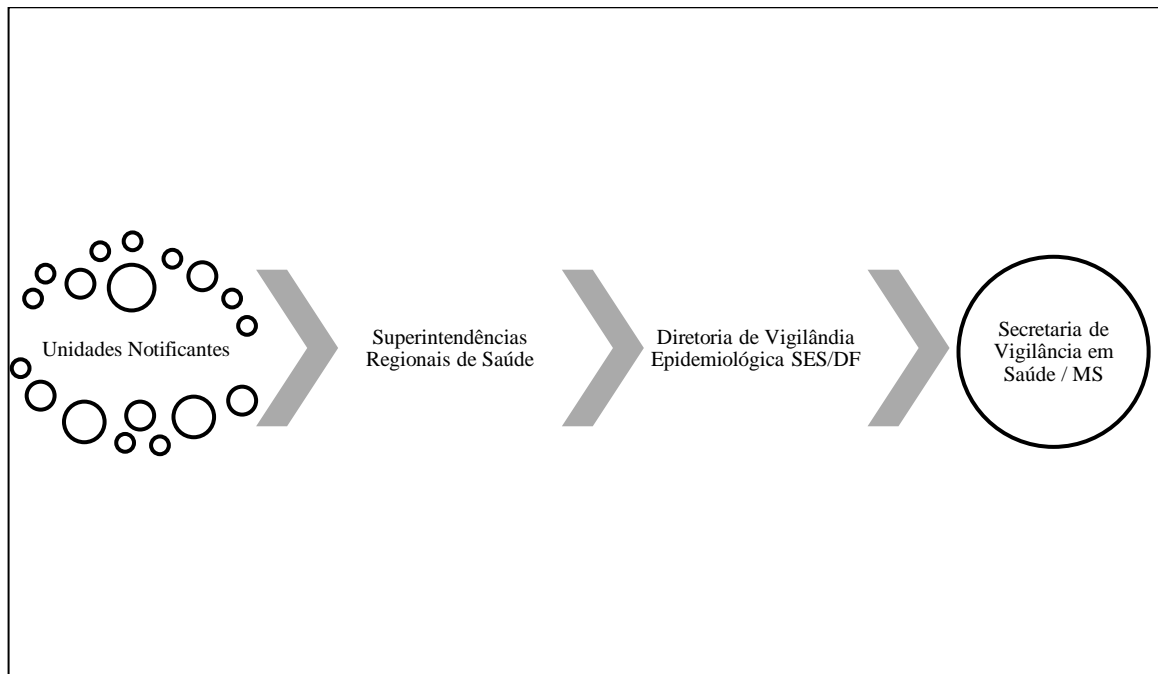 Unidades Notificantes
Superintendências
Regionais de Saúde
Diretoria de Vigilândia
Epidemiológica SES/DF
Secretaria de
Vigilância em
Saúde / MS